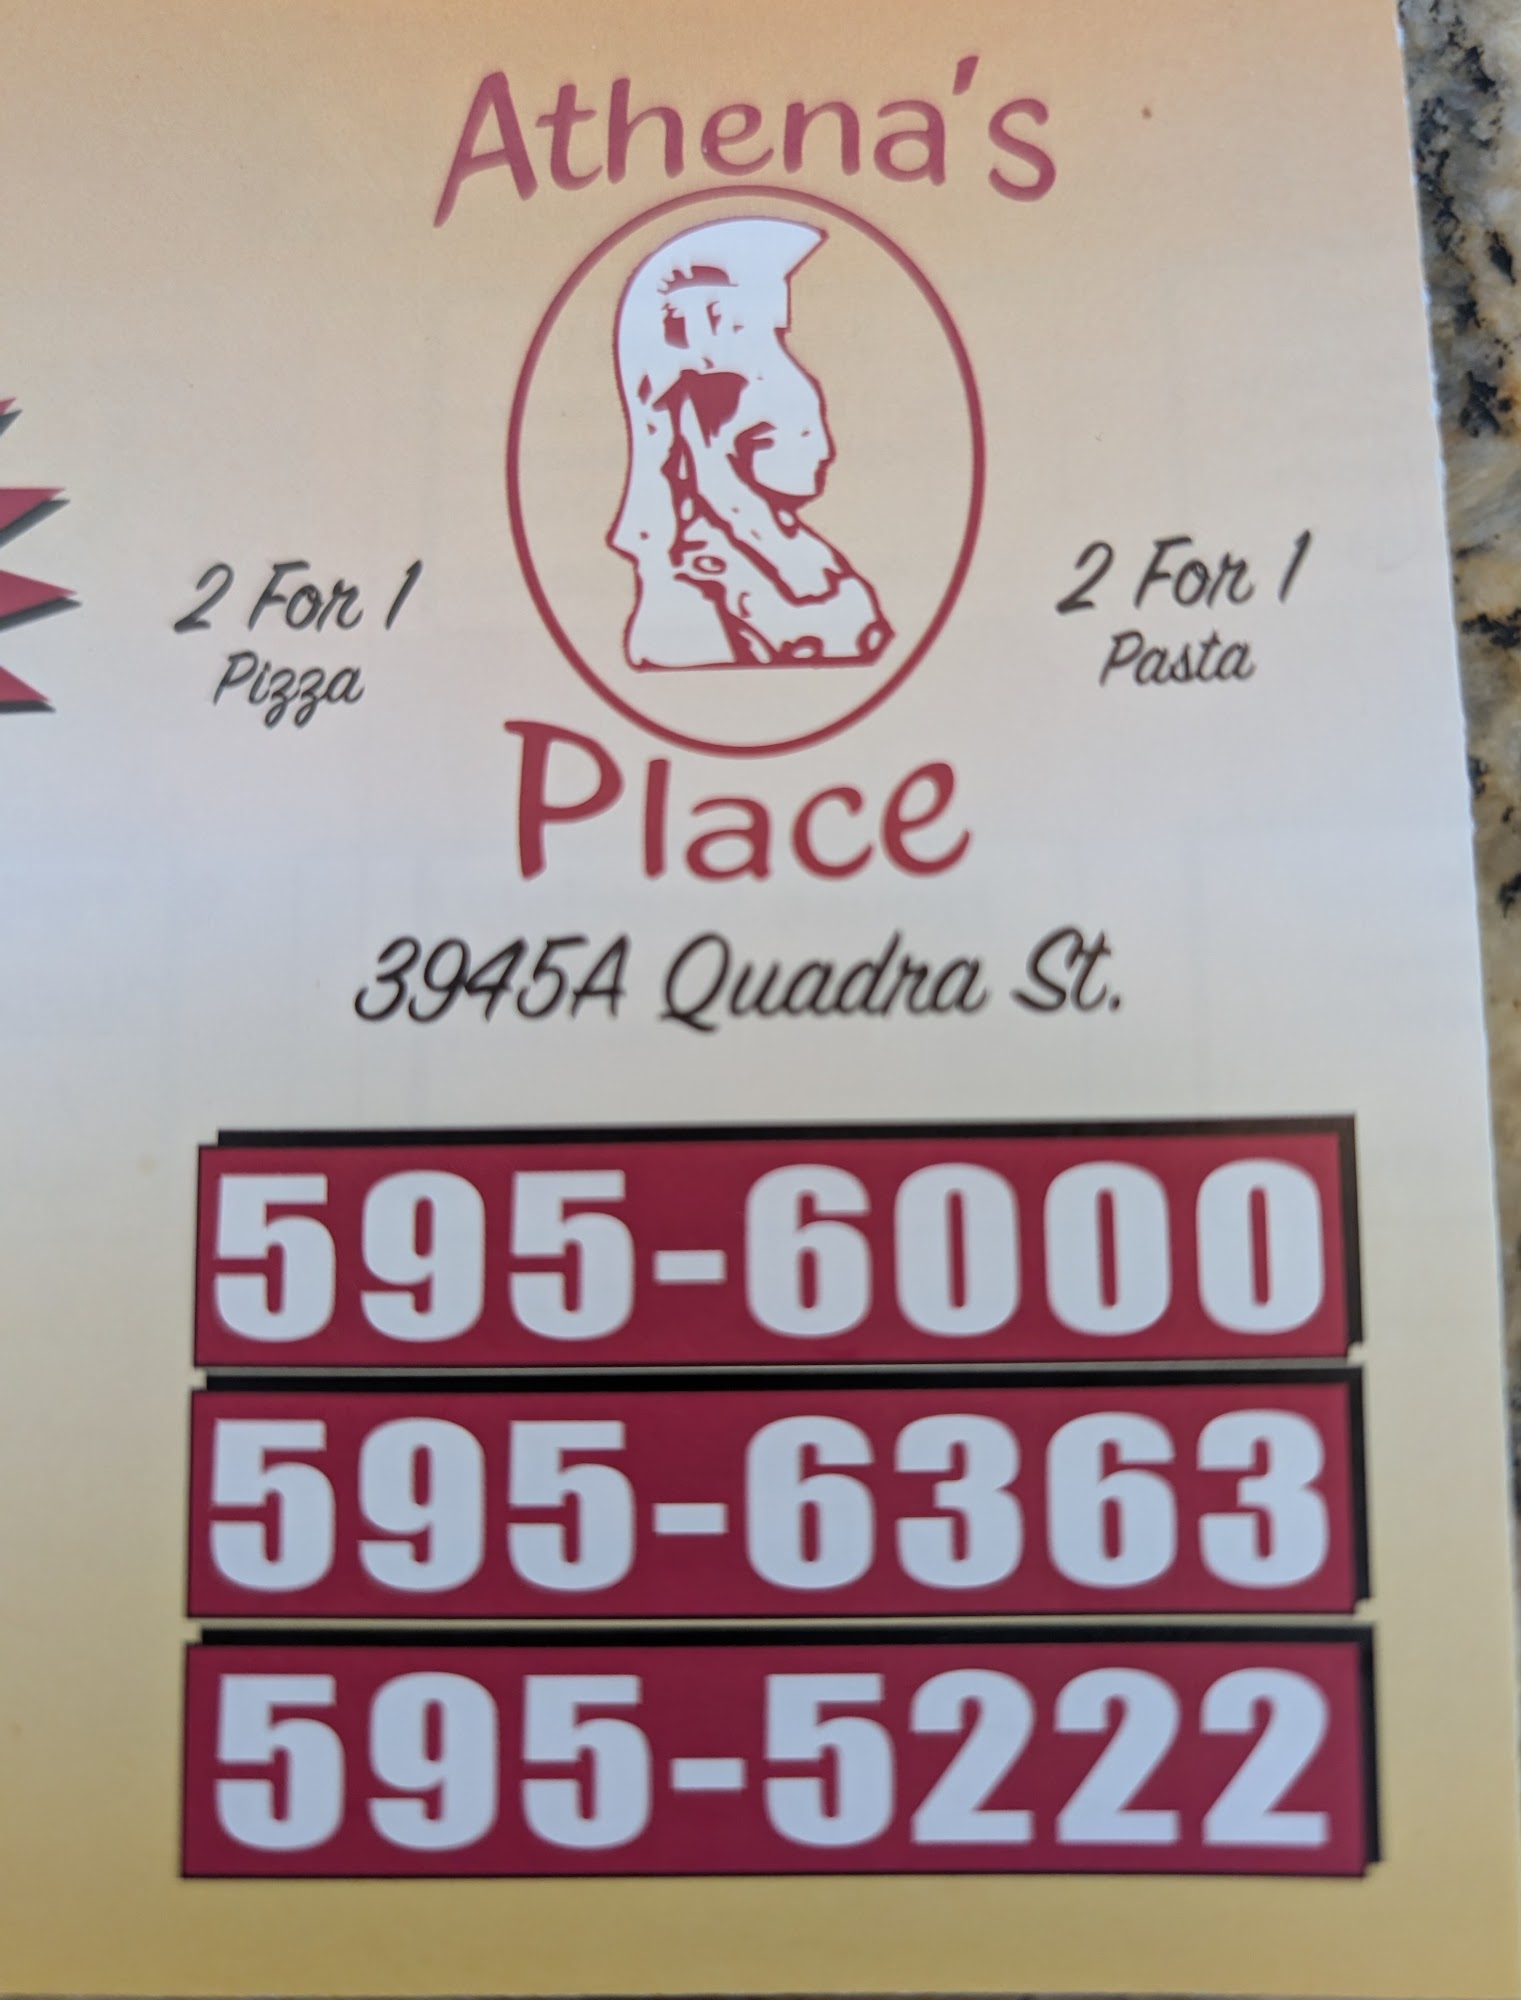 Athena's
2 For 1
Pizza
2 For 1
Pasta
Place
3945A Quadra St.
595-6000
595-6363
595-5222